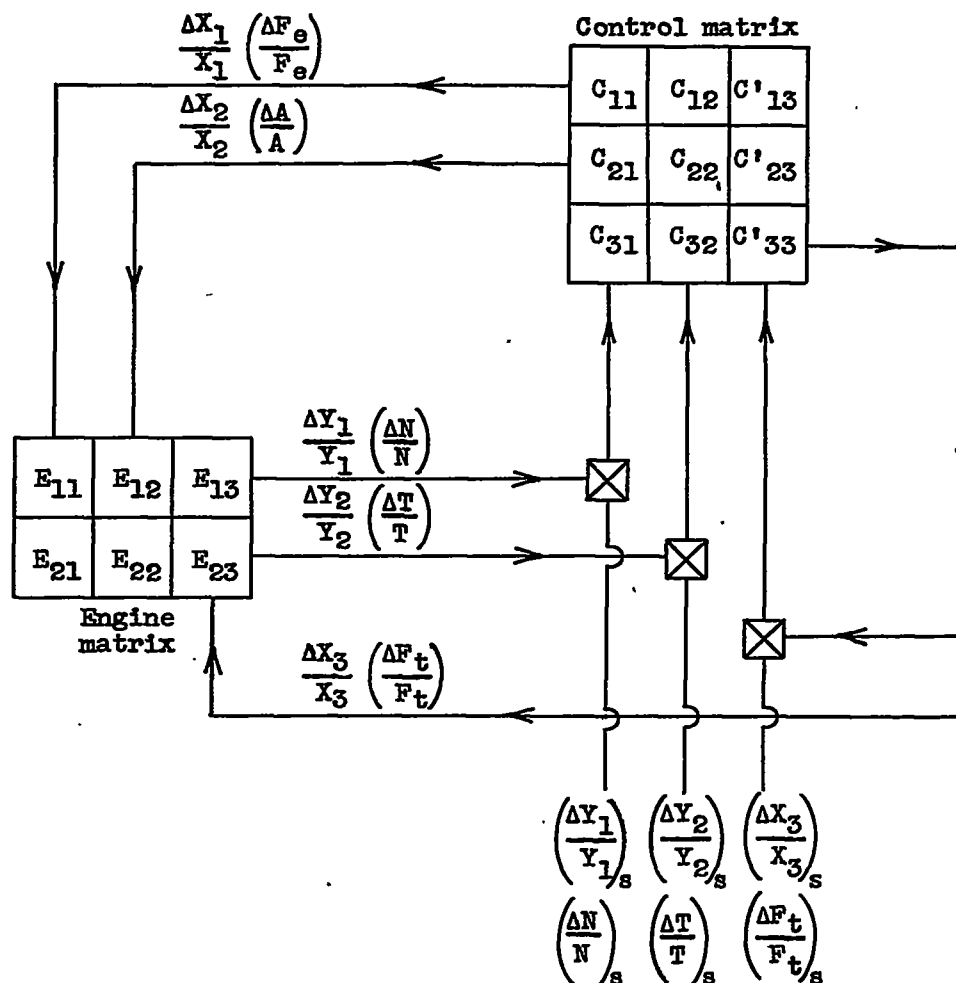 Control matrix
ΔX1/X1 (ΔFe/Fe)
ΔX2/X2 (ΔA/A)
C11 C12 C'13
C21 C22 C'23
C31 C32 C'33
ΔY1/Y1 (ΔN/N)
ΔY2/Y2 (ΔT/T)
E11 E12 E13
E21 E22 E23
Engine
matrix
ΔX3/X3 (ΔFt/Ft)
(ΔY1/Y1)s (ΔY2/Y2)s (ΔX3/X3)s
(ΔN/N)s (ΔT/T)s (ΔFt/Ft)s